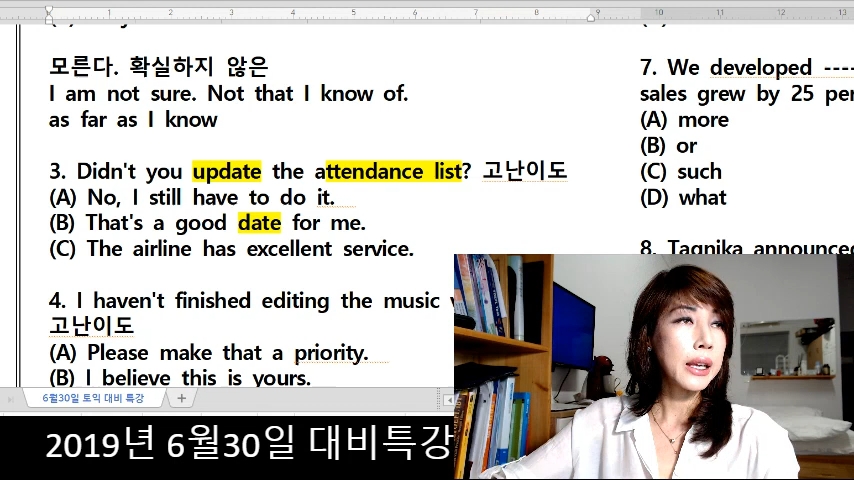 모른다. 확실하지 않은
I am not sure. Not that I know of.
as far as I know
3. Didn't you update the attendance list? 고난이도
(A) No, I still have to do it.
(B) That's a good date for me.
(C) The airline has excellent service.
4. I haven't finished editing the music
고난이도
(A) Please make that a priority.
(B) I believe this is yours.
7. We developed ----
sales grew by 25 per
(A) more
(B) or
(C) such
(D) what
8. Tagnika announced
6월30일 토익 대비 특강
2019년 6월30일 대비특강